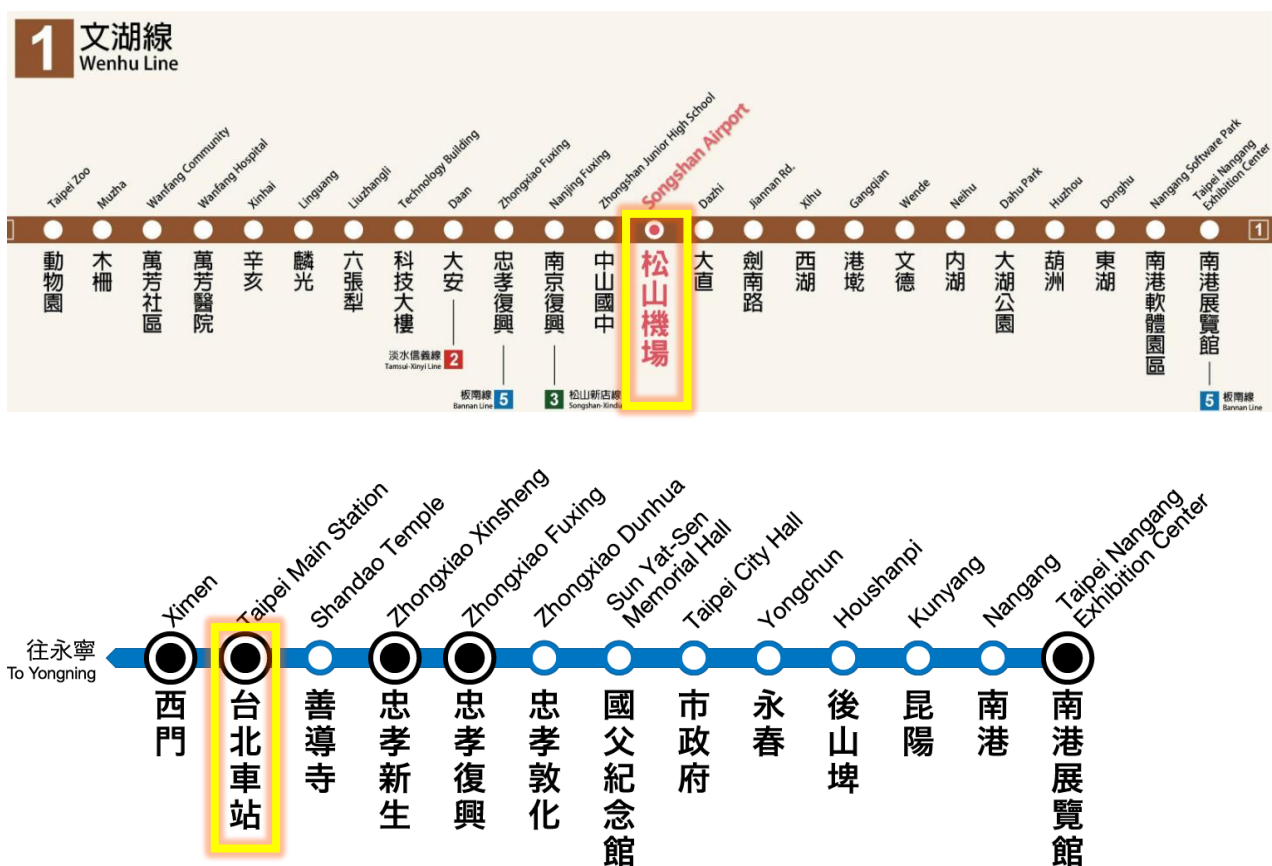 1
文湖線
Wenhu Line
Taipei Zoo
Muzha
Wanfang Community
Wanfang Hospital
Xinhai
Linguang
Liuzhangli
Technology Building
Daan
Zhongxiao Fuxing
Nanjing Fuxing
Zhongshan Junior High School
Songshan Airport
Dazhi
Jiannan Rd.
Xihu
Gangqian
Wende
Neihu
Dahu Park
Huzhou
Donghu
Nangang Software Park
Taipei Nangang
Exhibition Center
1
動物園
木柵
萬芳社區
萬芳醫院
辛亥
麟光
六張犁
科技大樓
大安
忠孝復興
南京復興
中山國中
松山機場
大直
劍南路
西湖
港墘
文德
內湖
大湖公園
葫洲
東湖
南港軟體園區
南港展覽館
淡水信義線
Tamsui-Xinyi Line
2
板南線
Bannan Line
5
3
松山新店線
Songshan-Xindia
5
板南線
Bannan Line
Ximen
Taipei Main Station
Shandao Temple
Zhongxiao Xinsheng
Zhongxiao Fuxing
Zhongxiao Dunhua
Sun Yat-Sen
Memorial Hall
Taipei City Hall
Yongchun
Houshanpi
Kunyang
Nangang
Taipei Nangang
Exhibition Center
往永寧
To Yongning
西門
台北車站
善導寺
忠孝新生
忠孝復興
忠孝敦化
國父紀念館
市政府
永春
後山埤
昆陽
南港
南港展覽館